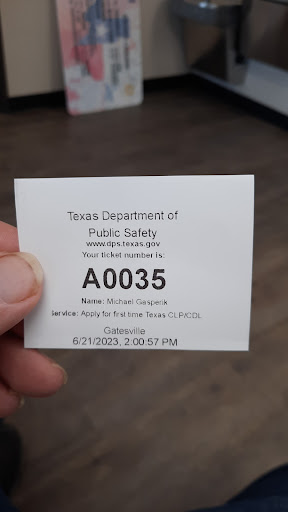 Texas Department of
Public Safety
www.dps.texas.gov
Your ticket number is:
A0035
Name: Michael Gasperik
Service: Apply for first time Texas CLP/CDL
Gatesville
6/21/2023, 2:00:57 PM